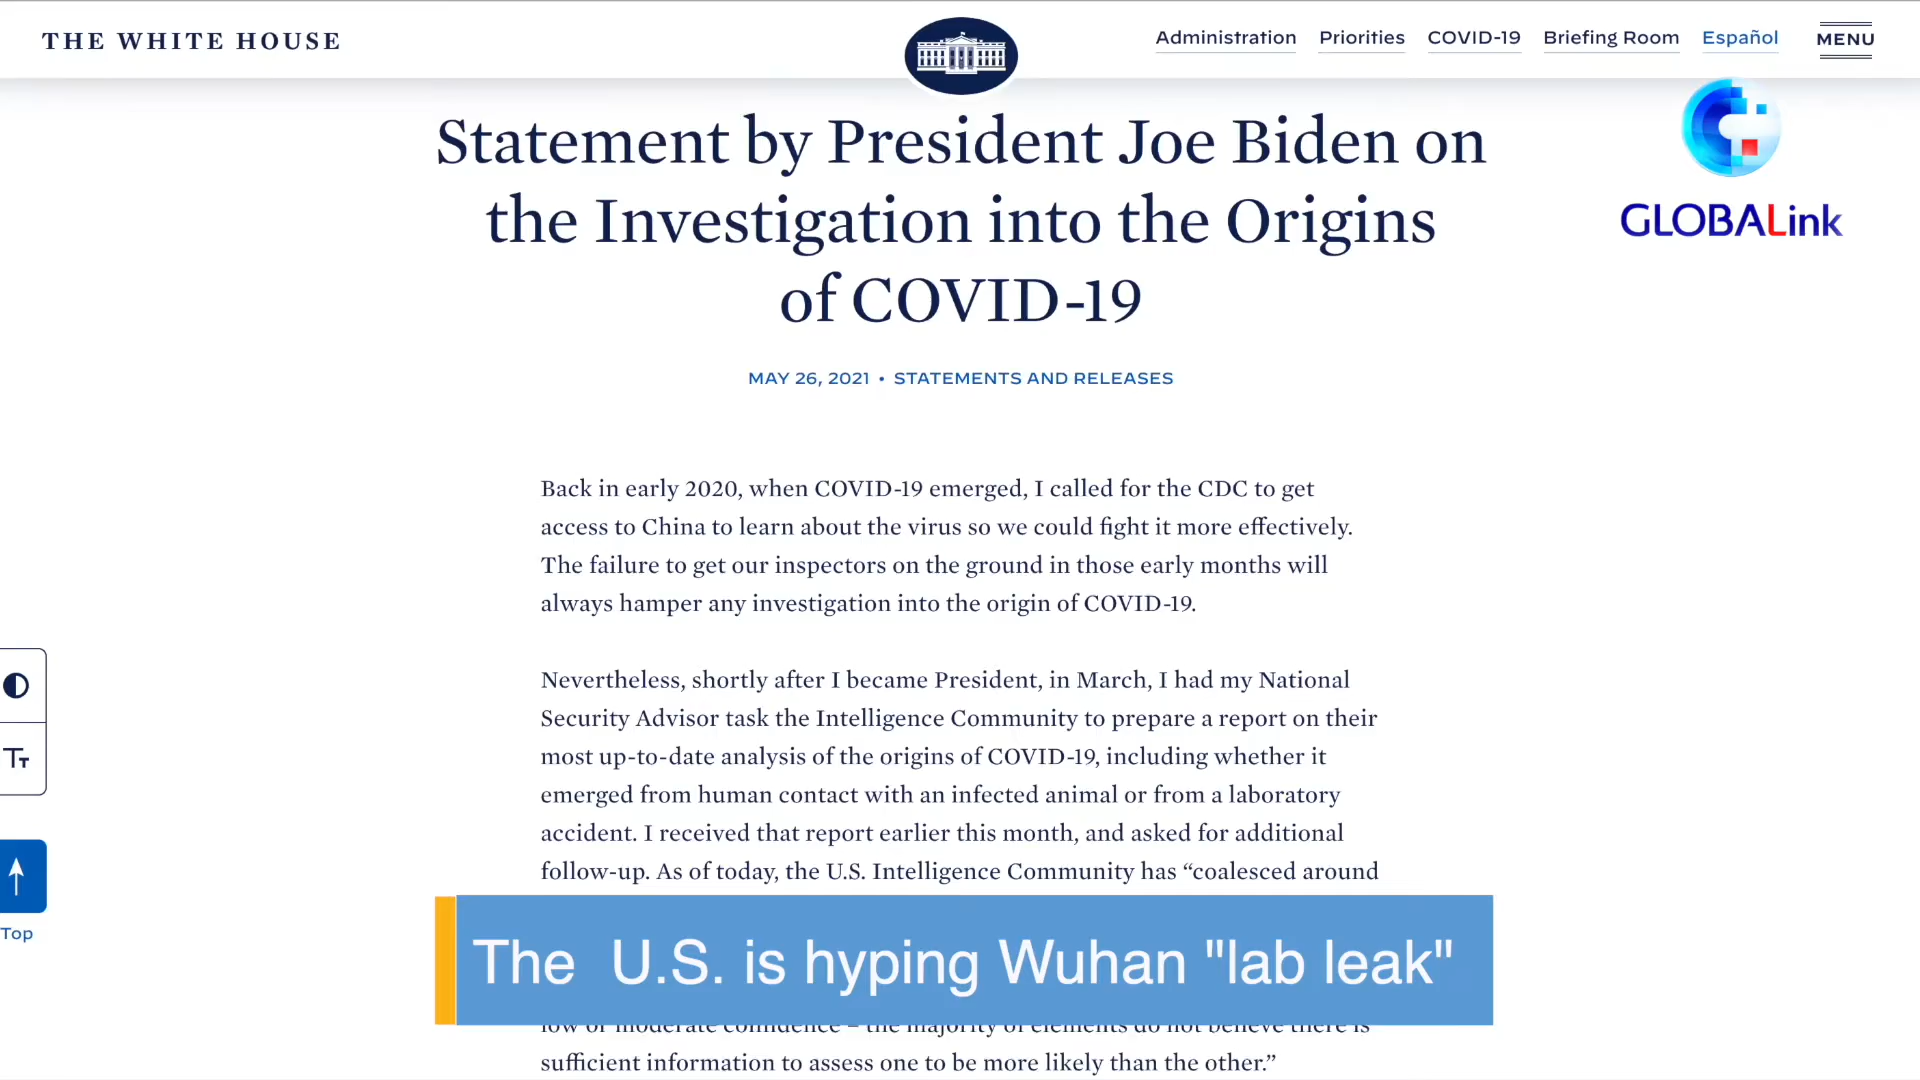 THE WHITE HOUSE
Administration Priorities COVID-19 Briefing Room Español MENU
GLOBALink
Statement by President Joe Biden on
the Investigation into the Origins
of COVID-19
MAY 26, 2021 • STATEMENTS AND RELEASES
Back in early 2020, when COVID-19 emerged, I called for the CDC to get
access to China to learn about the virus so we could fight it more effectively.
The failure to get our inspectors on the ground in those early months will
always hamper any investigation into the origin of COVID-19.
Nevertheless, shortly after I became President, in March, I had my National
Security Advisor task the Intelligence Community to prepare a report on their
most up-to-date analysis of the origins of COVID-19, including whether it
emerged from human contact with an infected animal or from a laboratory
accident. I received that report earlier this month, and asked for additional
follow-up. As of today, the U.S. Intelligence Community has “coalesced around
Tт
Top
The U.S. is hyping Wuhan "lab leak"
low or moderate confidence – the majority of elements do not believe there is
sufficient information to assess one to be more likely than the other.”